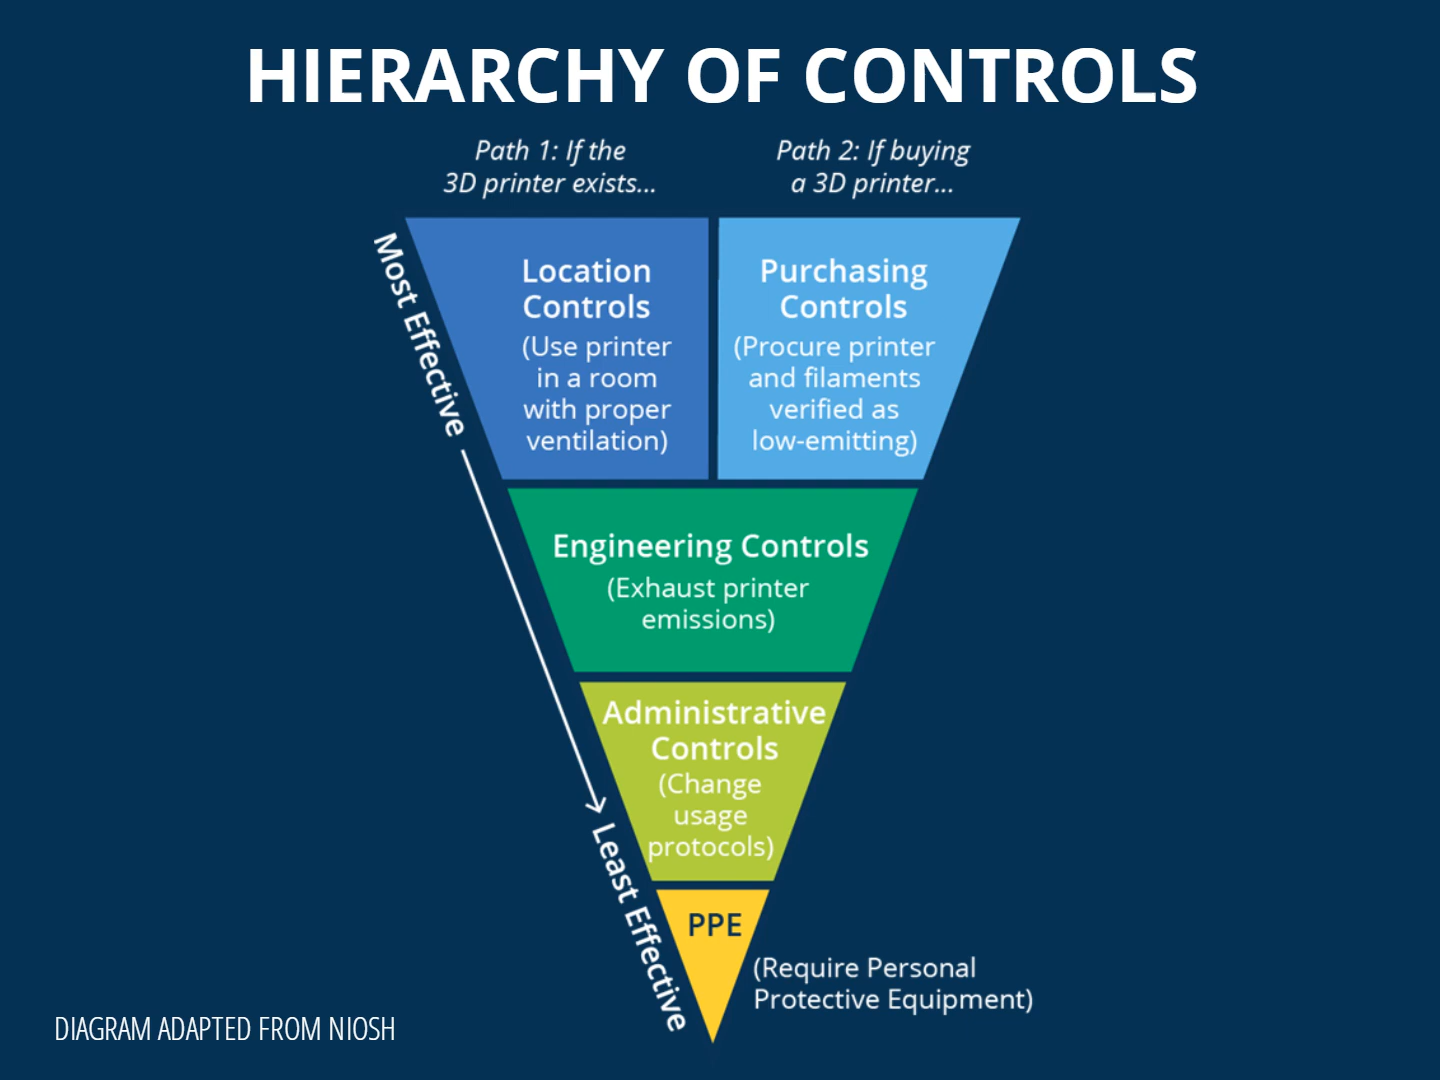 HIERARCHY OF CONTROLS
Path 1: If the
3D printer exists...
Path 2: If buying
a 3D printer...
Most Effective
Location
Controls
(Use printer
in a room
with proper
ventilation)
Purchasing
Controls
(Procure printer
and filaments
verified as
low-emitting)
Engineering Controls
(Exhaust printer
emissions)
Administrative
Controls
(Change
usage
protocols)
Least Effective
PPE
(Require Personal
Protective Equipment)
DIAGRAM ADAPTED FROM NIOSH